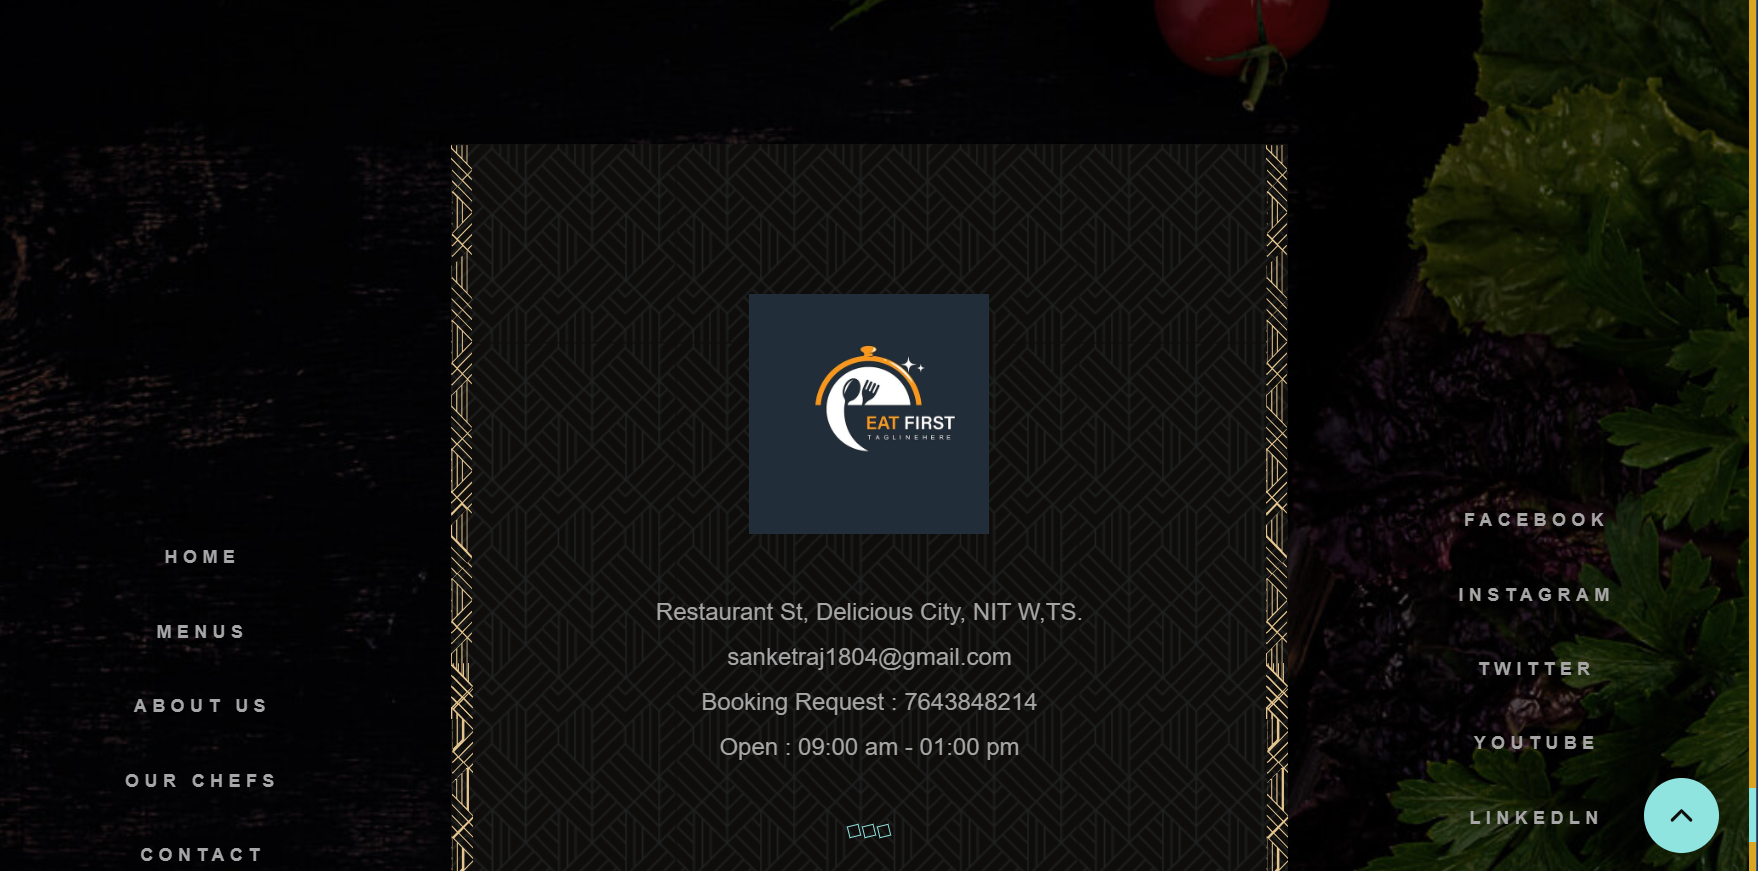 EAT FIRST
TAGLINEHERE
HOME
MENUS
ABOUT US
OUR CHEFS
CONTACT
Restaurant St, Delicious City, NIT W,TS.
sanketraj1804@gmail.com
Booking Request : 7643848214
Open : 09:00 am - 01:00 pm
FACEBOOK
INSTAGRAM
TWITTER
YOUTUBE
LINKEDLN